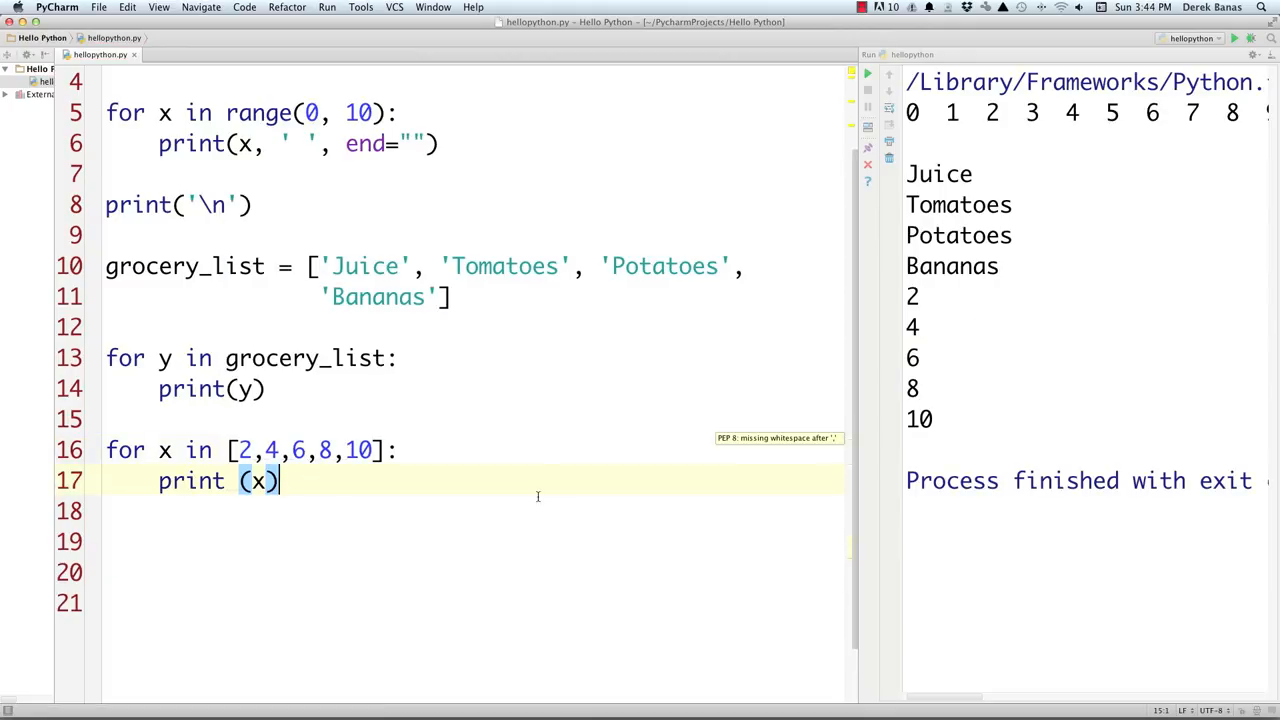 PyCharm File Edit View Navigate Code Refactor Run Tools VCS Window Help 10 Sun 3:44 PM Derek Banas
hellopython.py - Hello Python - [~/PycharmProjects/Hello Python]
Hello Python hellopython.py hellopython
hellopython.py Run hellopython
Hello P
hell
Externa
4
5 for x in range(0, 10):
6 print(x, ' ', end="")
7
8 print('\n')
9
10 grocery_list = ['Juice', 'Tomatoes', 'Potatoes',
11 'Bananas']
12
13 for y in grocery_list:
14 print(y)
15
16 for x in [2,4,6,8,10]:
17 print (x)
18
19
20
21
PEP 8: missing whitespace after ','
/Library/Frameworks/Python.
0 1 2 3 4 5 6 7 8
Juice
Tomatoes
Potatoes
Bananas
2
4
6
8
10
Process finished with exit
15:1 LF UTF-8